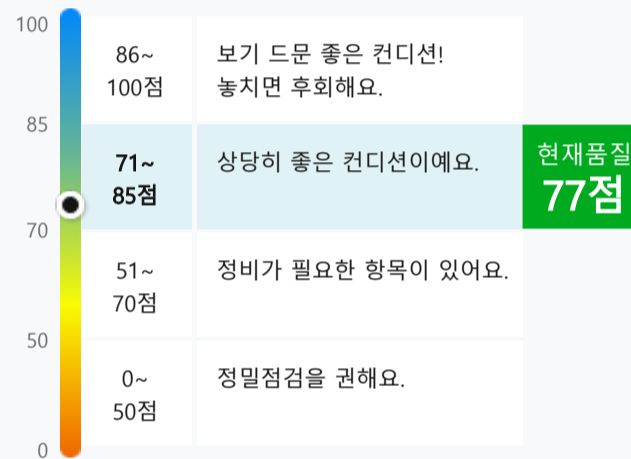 100
86~
100점
보기 드문 좋은 컨디션!
놓치면 후회해요.
85
71~
85점
상당히 좋은 컨디션이예요.
현재품질
77점
70
51~
70점
정비가 필요한 항목이 있어요.
50
0~
50점
정밀점검을 권해요.
0